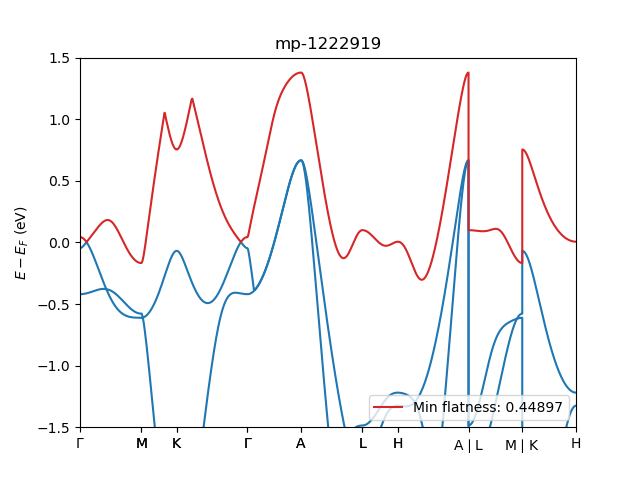 mp-1222919
1.5
1.0
0.5
0.0
−0.5
−1.0
−1.5
E − E_F (eV)
Min flatness: 0.44897
Γ M K Γ A L H A | L M | K H